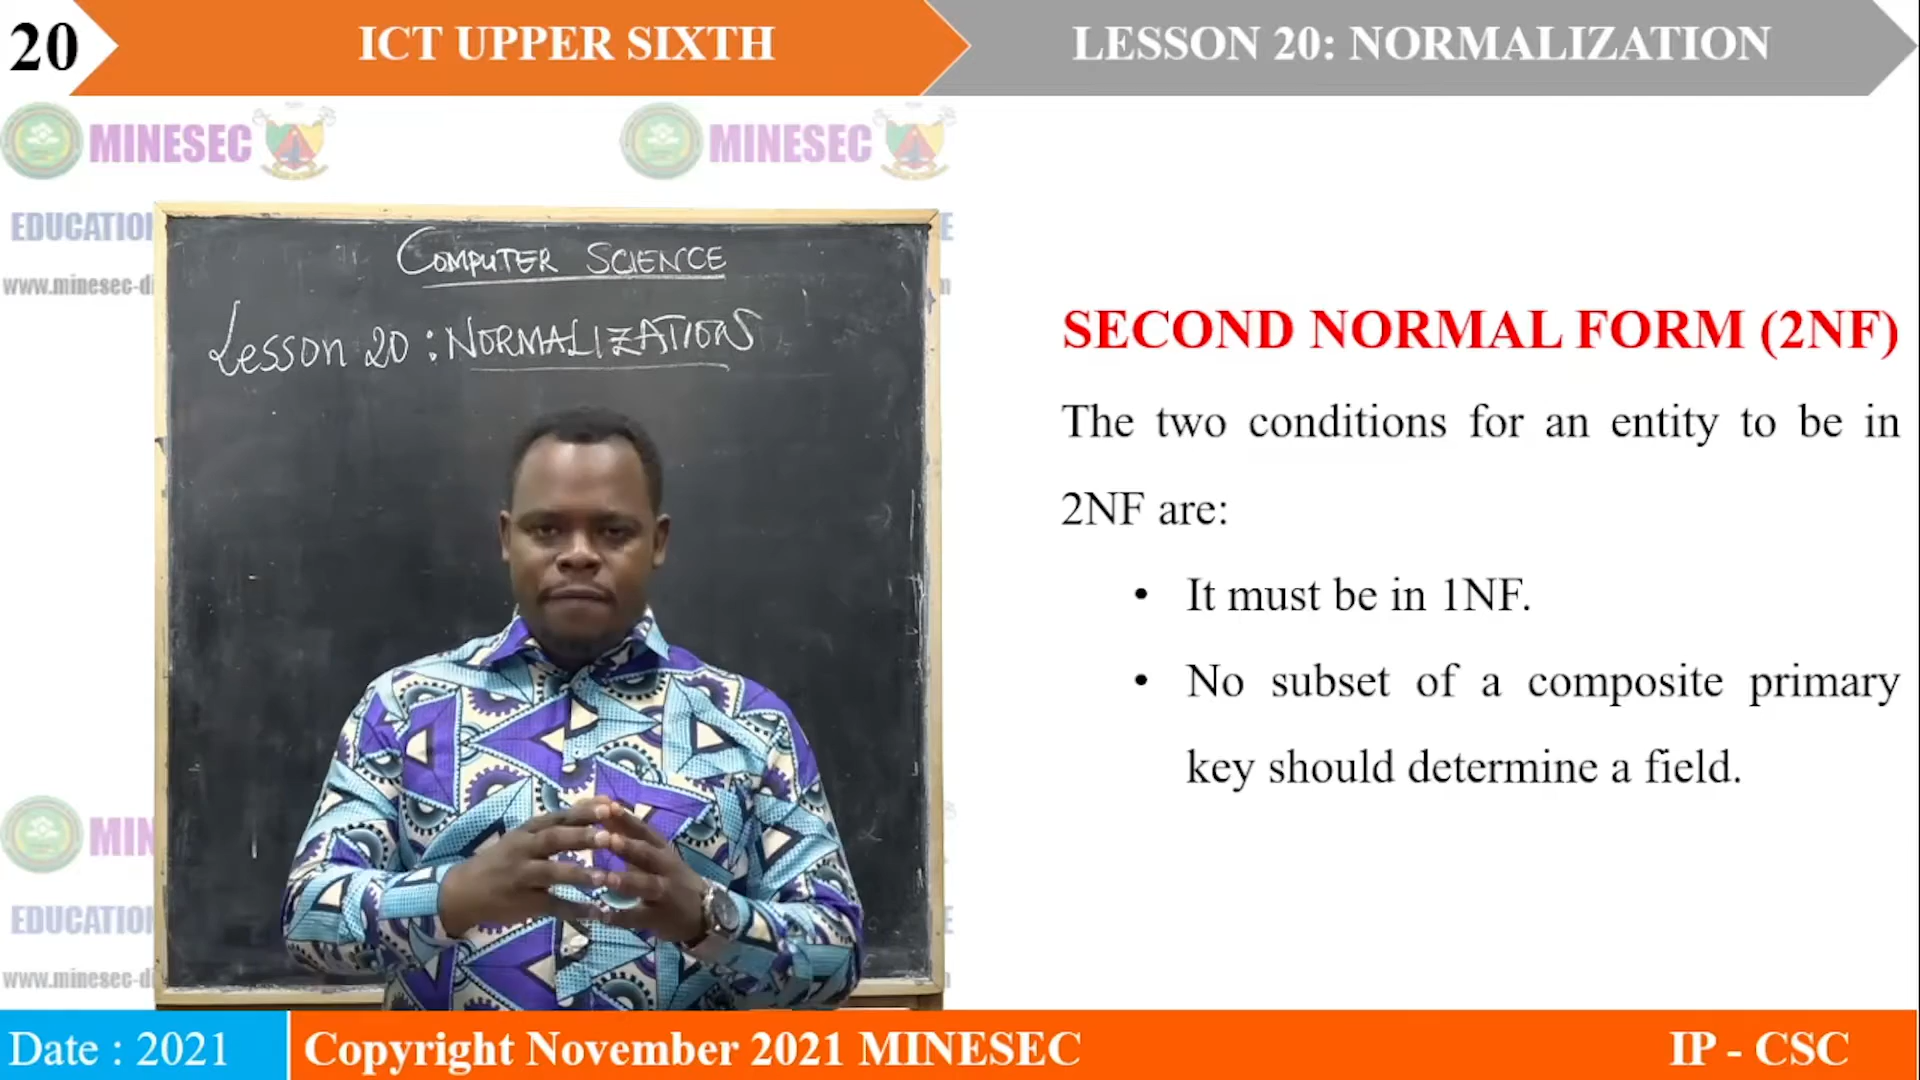 20
ICT UPPER SIXTH
LESSON 20: NORMALIZATION
MINESEC
MINESEC
EDUCATION
E
www.minesec-di
m
COMPUTER SCIENCE
Lesson 20 : NORMALIZATIONS
SECOND NORMAL FORM (2NF)
The two conditions for an entity to be in
2NF are:
• It must be in 1NF.
• No subset of a composite primary
key should determine a field.
MIN
EDUCATION
E
www.minesec-di
m
Date : 2021
Copyright November 2021 MINESEC
IP - CSC